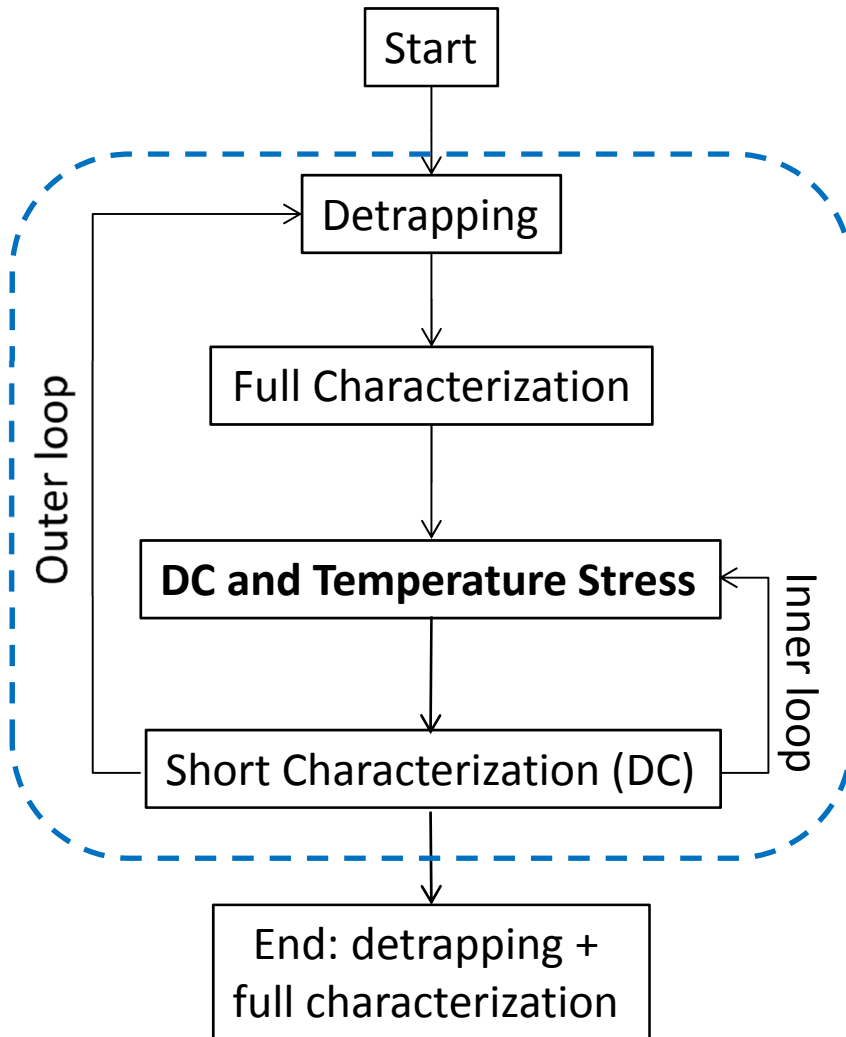 Start
Detrapping
Full Characterization
Outer loop
DC and Temperature Stress
Inner loop
Short Characterization (DC)
End: detrapping +
full characterization